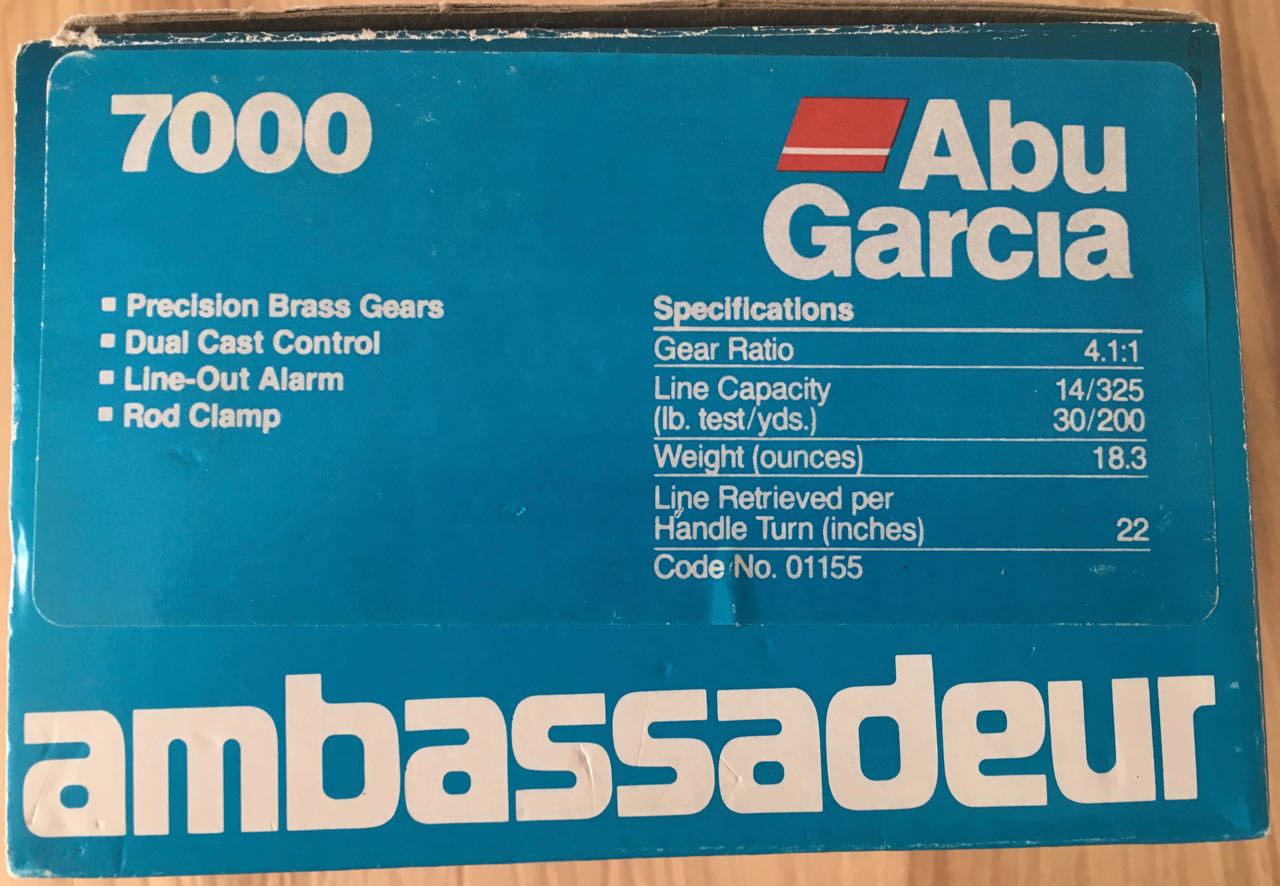 7000
Abu
Garcia
▪ Precision Brass Gears
▪ Dual Cast Control
▪ Line-Out Alarm
▪ Rod Clamp
Specifications
Gear Ratio 4.1:1
Line Capacity 14/325
(lb. test/yds.) 30/200
Weight (ounces) 18.3
Line Retrieved per
Handle Turn (inches) 22
Code No. 01155
ambassadeur